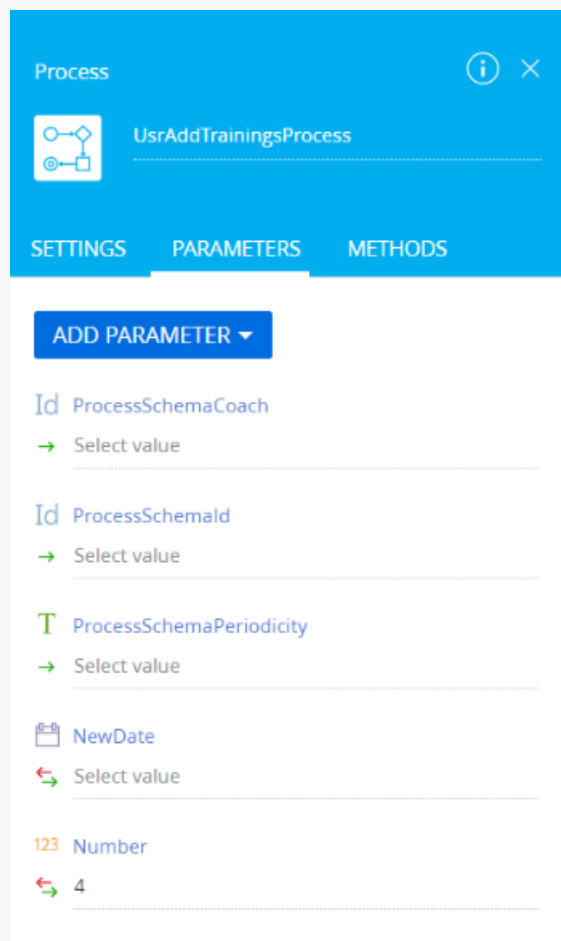 Process
UsrAddTrainingsProcess
SETTINGS PARAMETERS METHODS
ADD PARAMETER
Id ProcessSchemaCoach
Select value
Id ProcessSchemaId
Select value
T ProcessSchemaPeriodicity
Select value
NewDate
Select value
123 Number
4